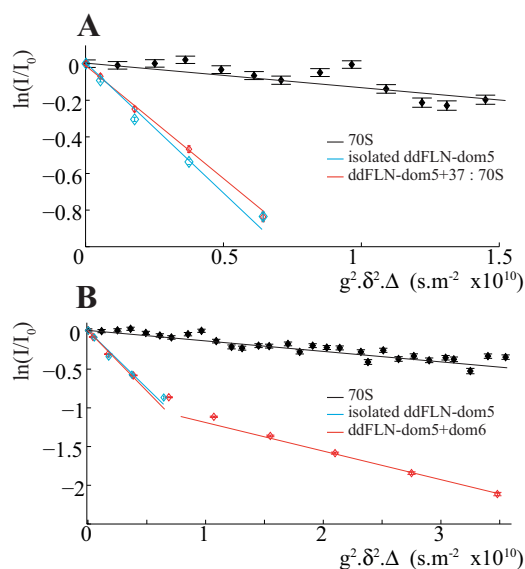 A
ln(I/I0)
0
−0.2
−0.4
−0.6
−0.8
70S
isolated ddFLN-dom5
ddFLN-dom5+37 : 70S
0 0.5 1 1.5
g².δ².Δ (s.m⁻² x10¹⁰)
B
ln(I/I0)
0
−0.5
−1
−1.5
−2
70S
isolated ddFLN-dom5
ddFLN-dom5+dom6
0 1 2 3
g².δ².Δ (s.m⁻² x10¹⁰)